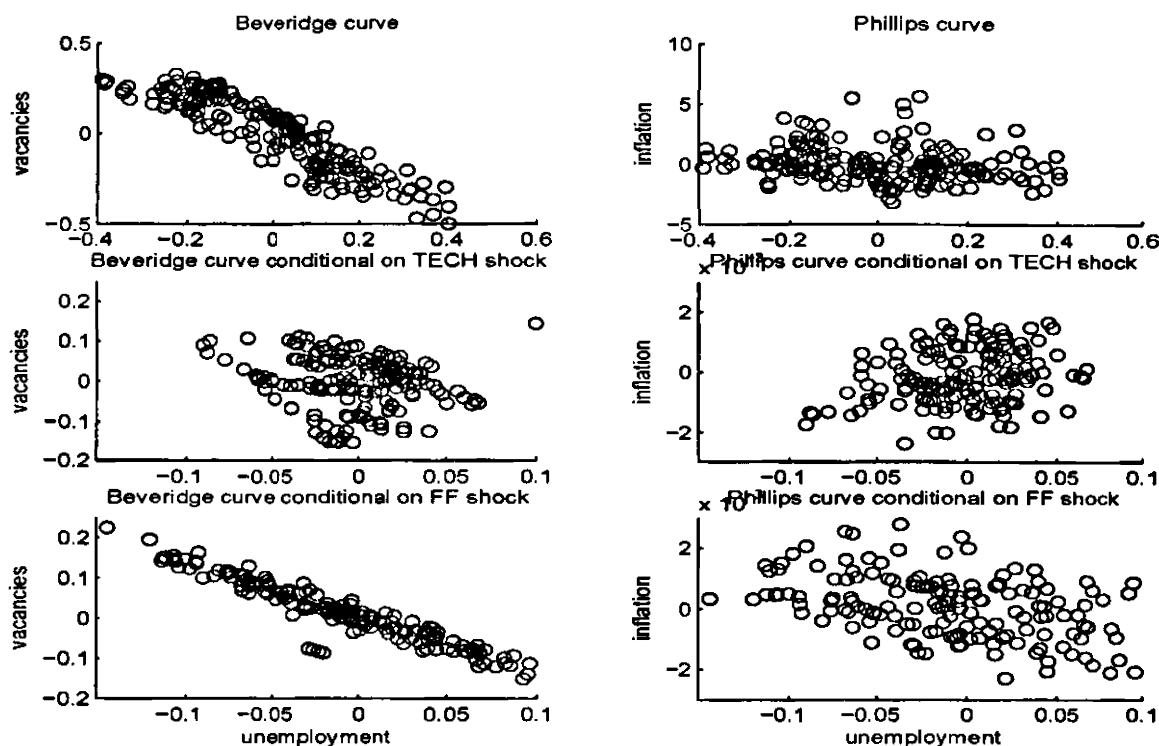 Beveridge curve
0.5
vacancies
0
−0.5
−0.4 −0.2 0 0.2 0.4 0.6
Phillips curve
10
5
inflation
0
−5
−0.4 −0.2 0 0.2 0.4 0.6
Beveridge curve conditional on TECH shock
0.2
vacancies
0.1
0
−0.1
−0.2
−0.1 −0.05 0 0.05 0.1
Phillips curve conditional on TECH shock
× 10
2
inflation
0
−2
−0.1 −0.05 0 0.05 0.1
Beveridge curve conditional on FF shock
0.2
vacancies
0.1
0
−0.1
−0.2
−0.1 −0.05 0 0.05 0.1
unemployment
Phillips curve conditional on FF shock
× 10
2
inflation
0
−2
−0.1 −0.05 0 0.05 0.1
unemployment